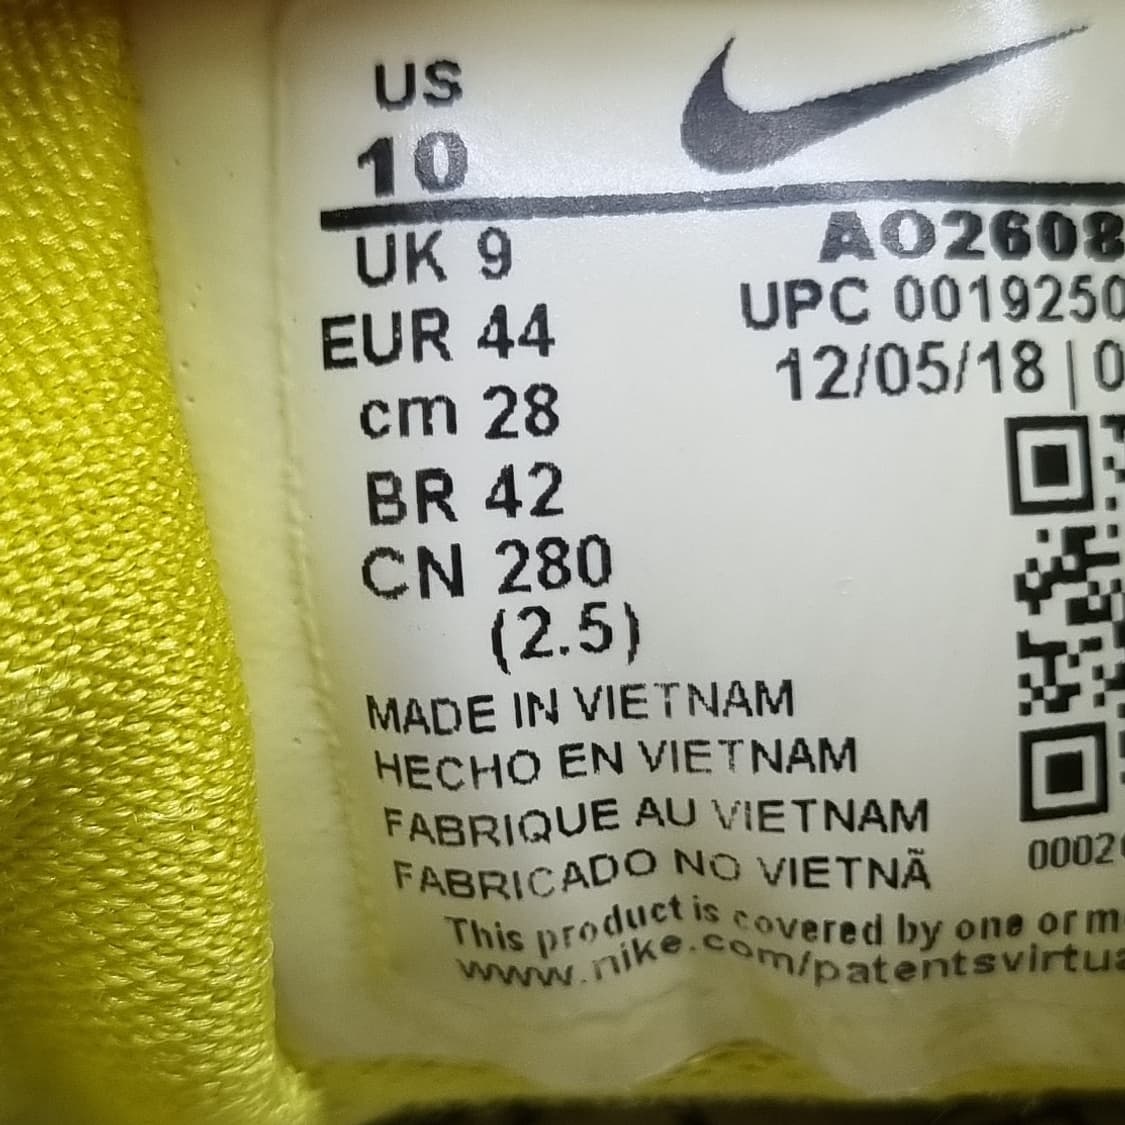 US
10
UK 9
EUR 44
cm 28
BR 42
CN 280
(2.5)
AO2608
UPC 0019250
12/05/18 | 0
MADE IN VIETNAM
HECHO EN VIETNAM
FABRIQUE AU VIETNAM
FABRICADO NO VIETNÃ
0002
This product is covered by one or m
www.nike.com/patentsvirtua